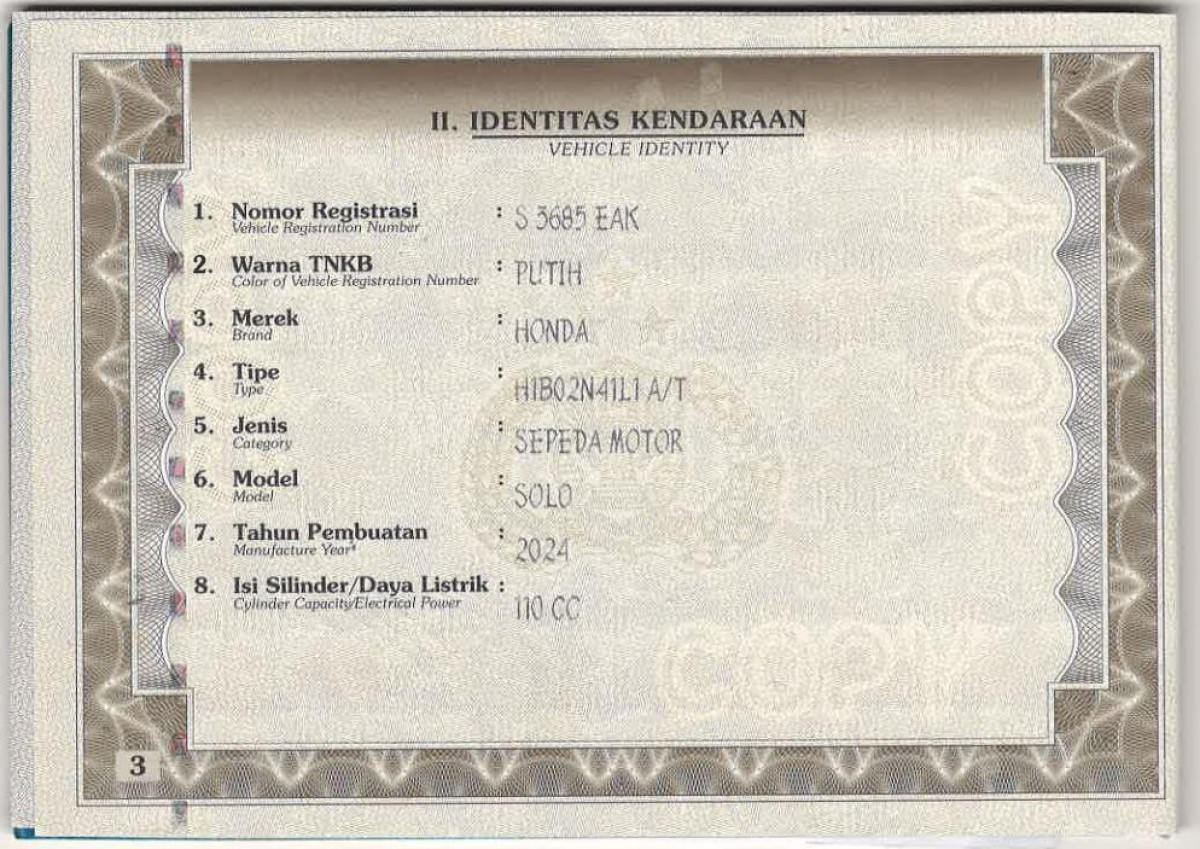 II. IDENTITAS KENDARAAN
VEHICLE IDENTITY
1. Nomor Registrasi : S 3685 EAK
Vehicle Registration Number
2. Warna TNKB : PUTIH
Color of Vehicle Registration Number
3. Merek : HONDA
Brand
4. Tipe : H1B02N41L1 A/T
Type
5. Jenis : SEPEDA MOTOR
Category
6. Model : SOLO
Model
7. Tahun Pembuatan : 2024
Manufacture Year*
8. Isi Silinder/Daya Listrik : 110 CC
Cylinder Capacity/Electrical Power
COPY
COPY
3